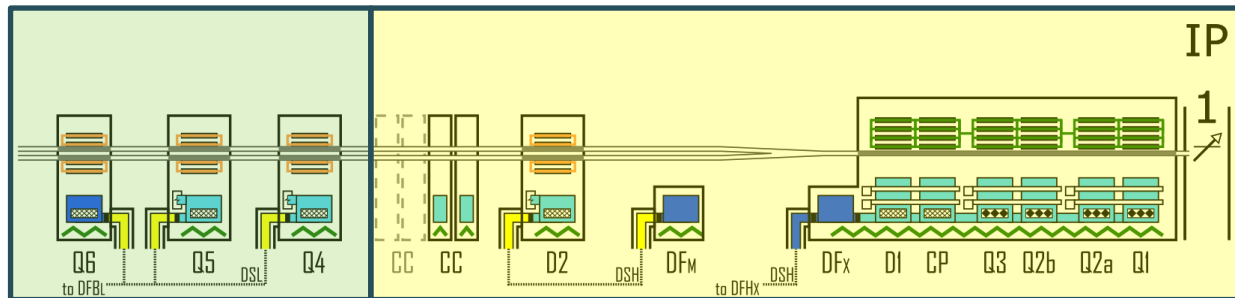 IP
1
DSL
DSH
DSH
Q6
Q5
Q4
CC
CC
D2
DFM
DFX
D1
CP
Q3
Q2b
Q2a
Q1
to DFBL
to DFHX